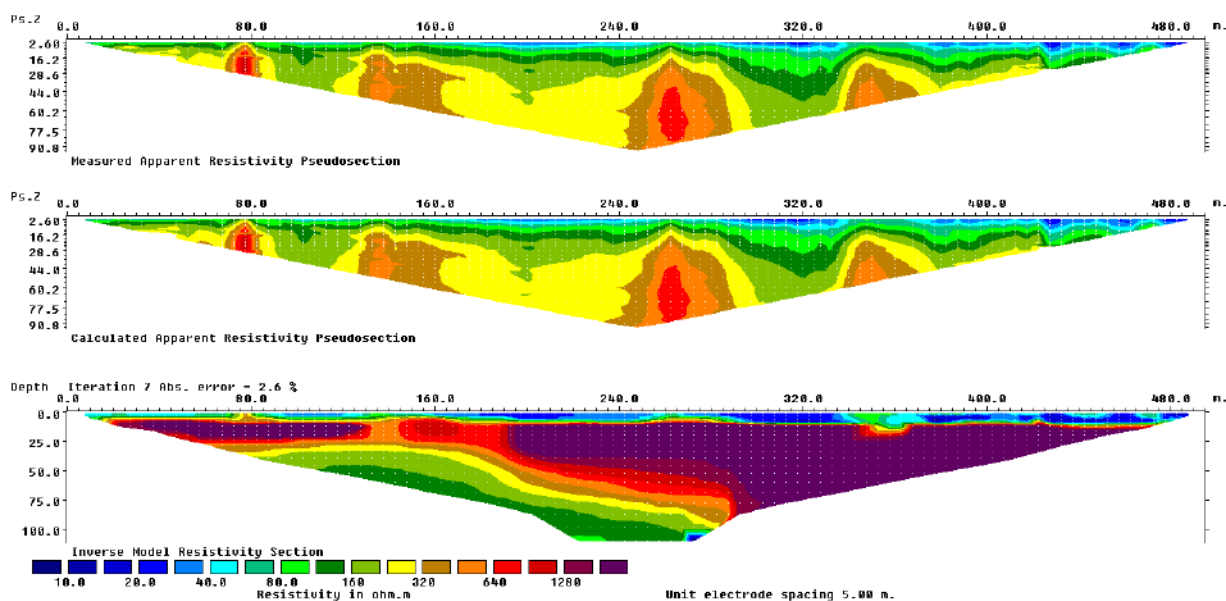 Ps.Z 0.0 80.0 160.0 240.0 320.0 400.0 480.0 m.
2.60
16.2
28.6
44.0
60.2
77.5
90.8
Measured Apparent Resistivity Pseudosection
Ps.Z 0.0 80.0 160.0 240.0 320.0 400.0 480.0 m.
2.60
16.2
28.6
44.0
60.2
77.5
90.8
Calculated Apparent Resistivity Pseudosection
Depth Iteration 7 Abs. error = 2.6 %
0.0 80.0 160.0 240.0 320.0 400.0 480.0 m.
0.0
25.0
50.0
75.0
100.0
Inverse Model Resistivity Section
10.0 20.0 40.0 80.0 160 320 640 1280
Resistivity in ohm.m Unit electrode spacing 5.00 m.